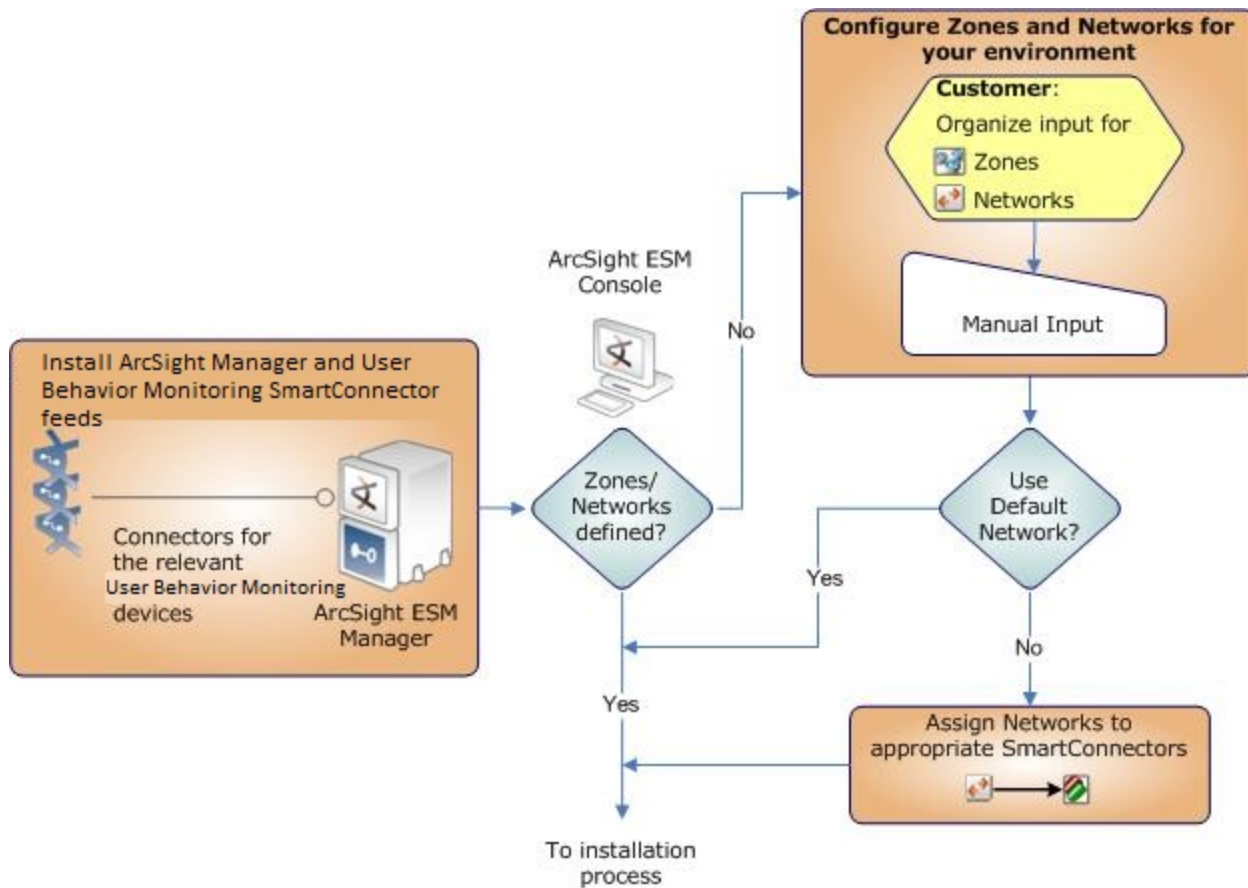 Configure Zones and Networks for
your environment
Customer:
Organize input for
Zones
Networks
Manual Input
ArcSight ESM
Console
No
Install ArcSight Manager and User
Behavior Monitoring SmartConnector
feeds
Connectors for
the relevant
User Behavior Monitoring
devices
ArcSight ESM
Manager
Zones/
Networks
defined?
Use
Default
Network?
Yes
No
Yes
Assign Networks to
appropriate SmartConnectors
To installation
process